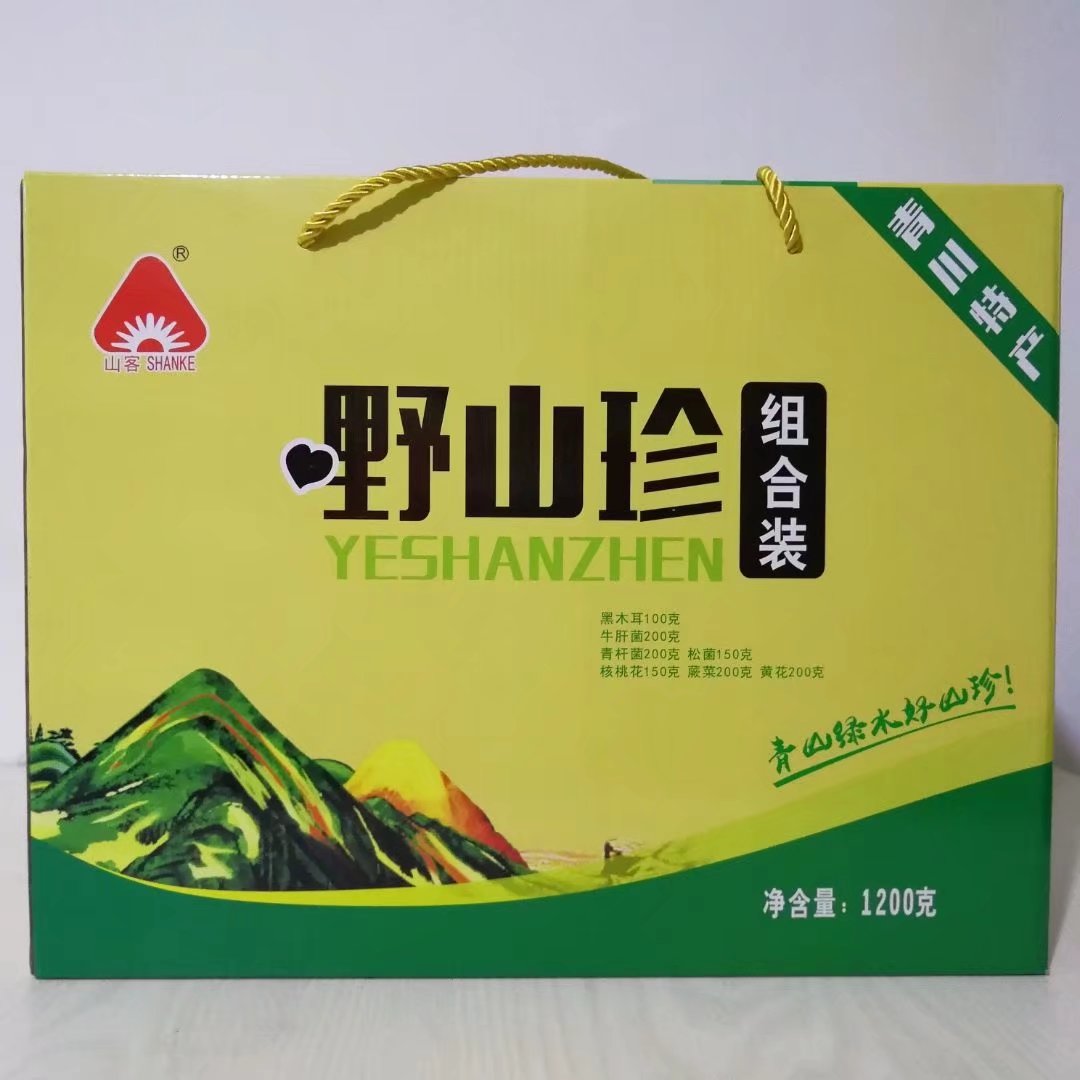 ®
山客 SHANKE
青川特产
野山珍
组合装
YESHANZHEN
黑木耳100克
牛肝菌200克
青杆菌200克 松菌150克
核桃花150克 蕨菜200克 黄花200克
青山绿水好山珍!
净含量：1200克